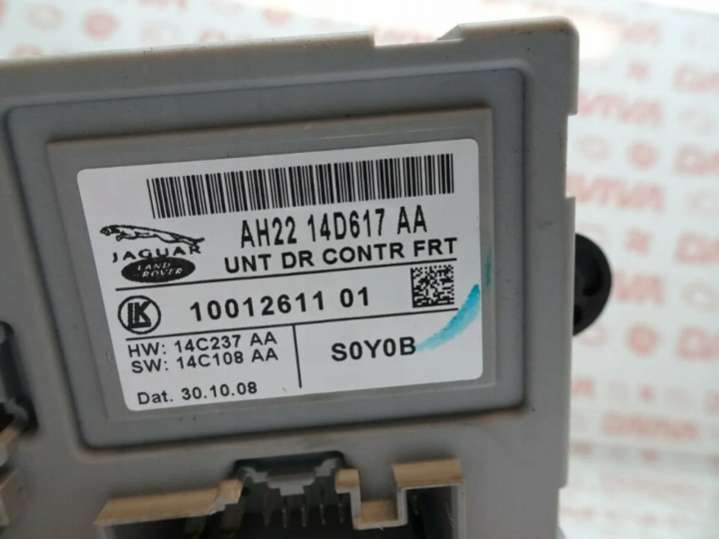 AH22 14D617 AA
JAGUAR
LAND ROVER
UNT DR CONTR FRT
LK
10012611 01
HW: 14C237 AA
SW: 14C108 AA
S0Y0B
Dat. 30.10.08